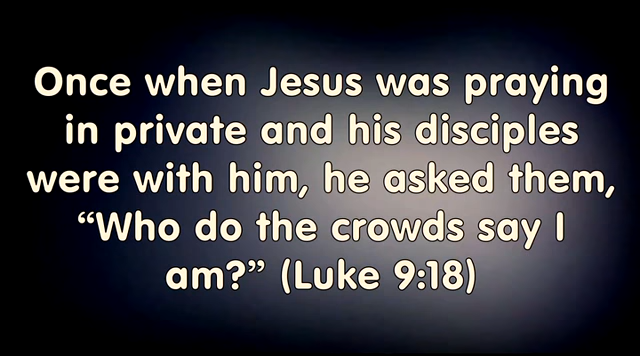 Once when Jesus was praying
in private and his disciples
were with him, he asked them,
“Who do the crowds say I
am?” (Luke 9:18)